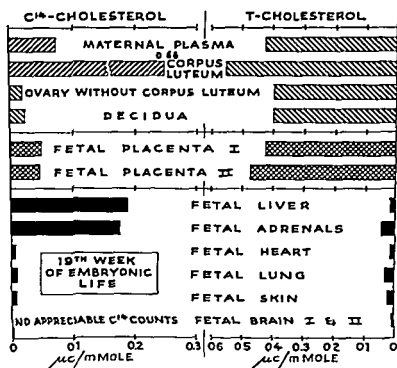 C¹⁴-CHOLESTEROL T-CHOLESTEROL
MATERNAL PLASMA
0.66
CORPUS
LUTEUM
OVARY WITHOUT CORPUS LUTEUM
DECIDUA
FETAL PLACENTA I
FETAL PLACENTA II
FETAL LIVER
FETAL ADRENALS
FETAL HEART
FETAL LUNG
FETAL SKIN
19TH WEEK
OF EMBRYONIC
LIFE
NO APPRECIABLE C¹⁴ COUNTS FETAL BRAIN I & II
0 0.1 0.2 0.3 0.6 0.5 0.4 0.3 0.2 0.1 0
µc/mMOLE µc/mMOLE